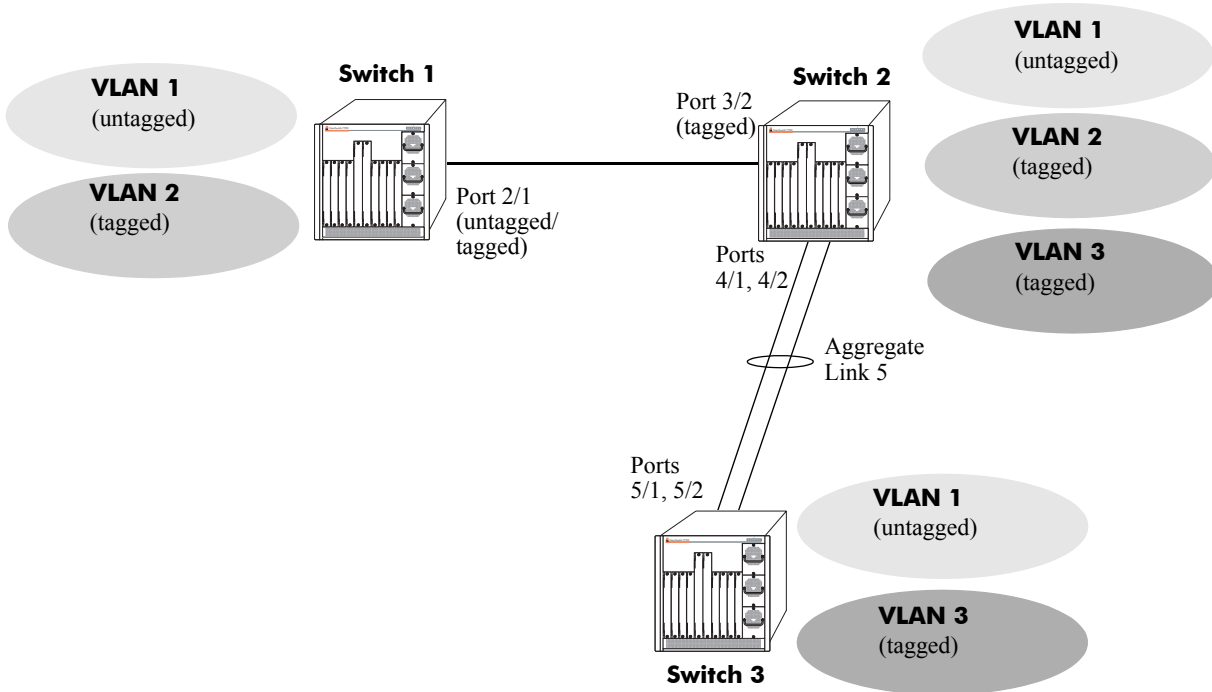 VLAN 1
(untagged)
VLAN 2
(tagged)
Switch 1
Port 2/1
(untagged/
tagged)
Switch 2
Port 3/2
(tagged)
VLAN 1
(untagged)
VLAN 2
(tagged)
VLAN 3
(tagged)
Ports
4/1, 4/2
Aggregate
Link 5
Ports
5/1, 5/2
VLAN 1
(untagged)
VLAN 3
(tagged)
Switch 3